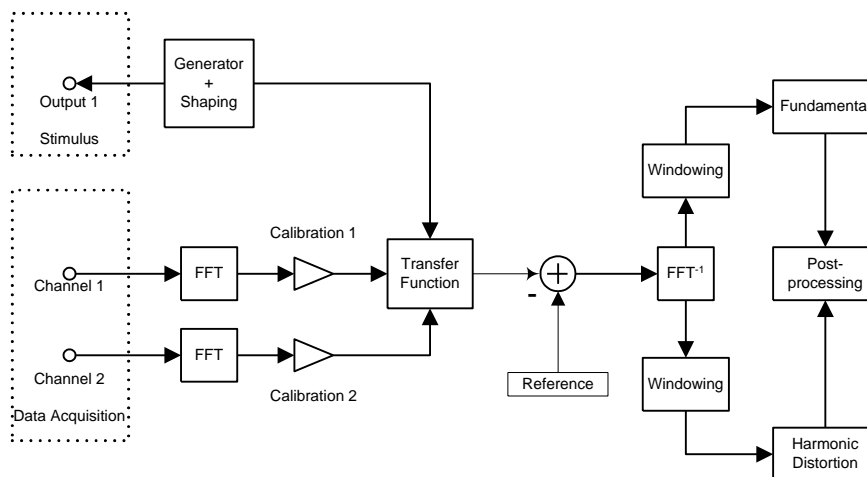 Generator
+
Shaping
Output 1
Stimulus
Fundamental
Windowing
Calibration 1
Channel 1
FFT
Transfer
Function
+
-
FFT-1
Post-
processing
Channel 2
FFT
Calibration 2
Reference
Windowing
Data Acquisition
Harmonic
Distortion